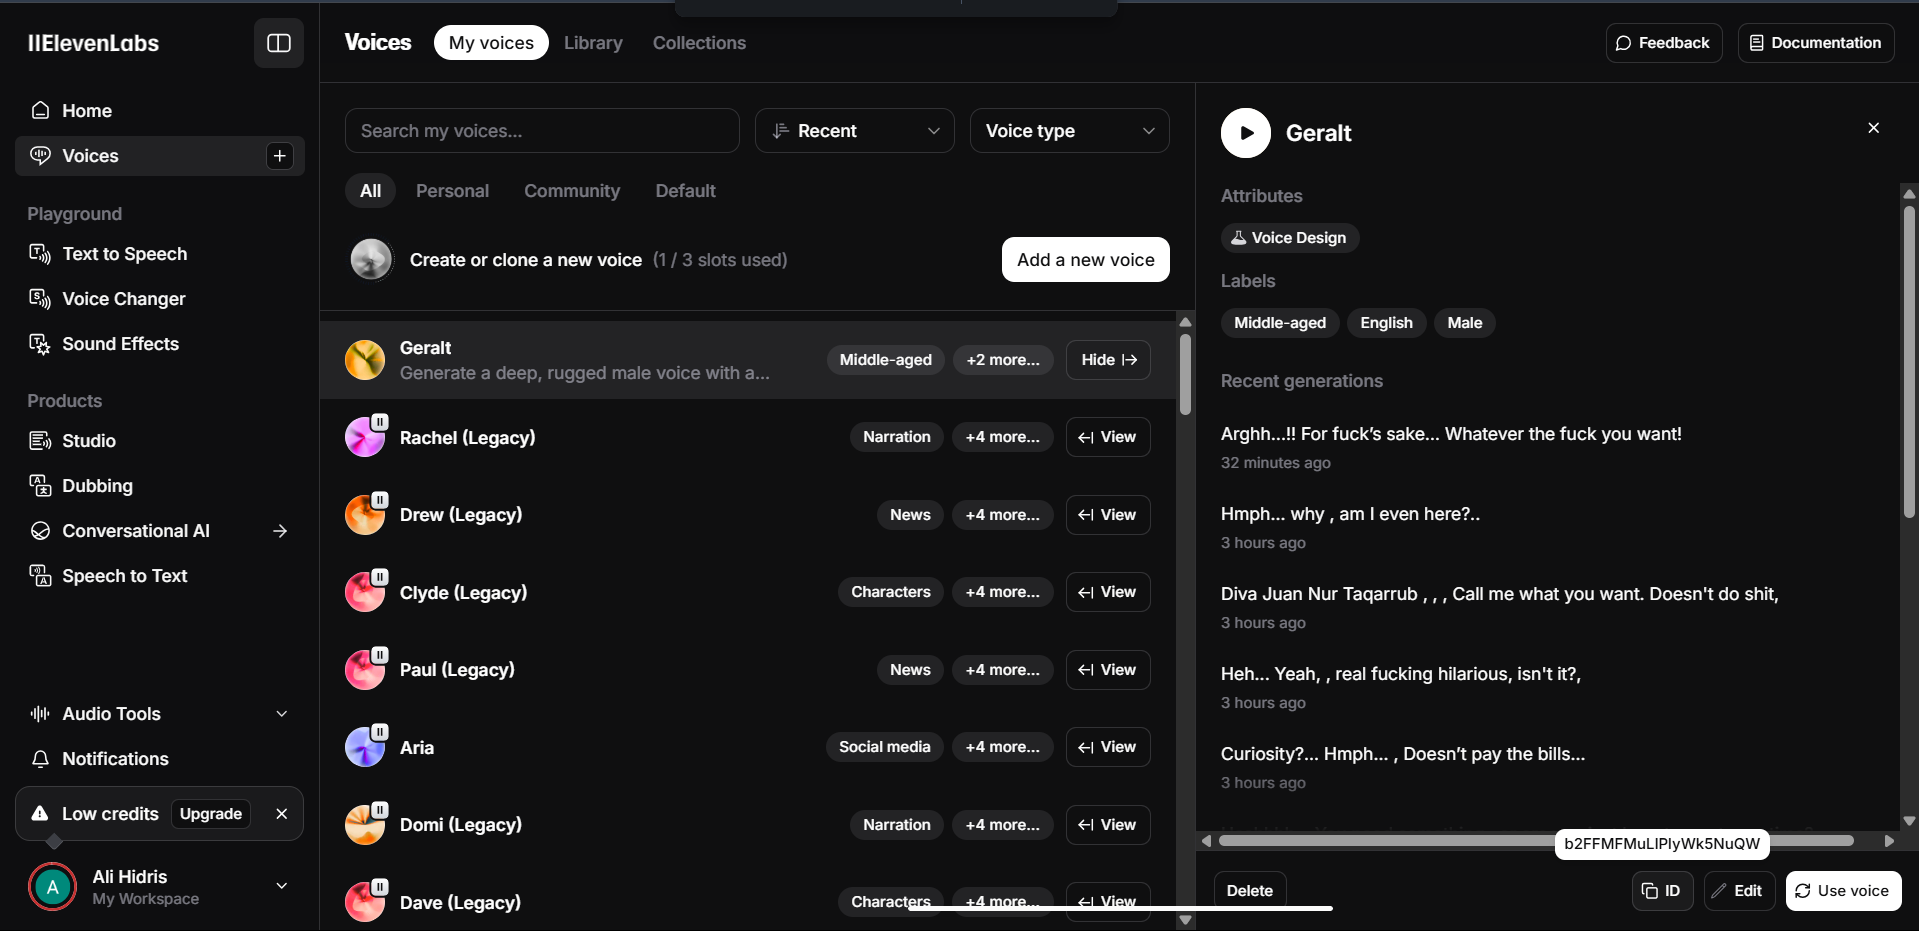 IIElevenLabs
Home
Voices
Playground
Text to Speech
Voice Changer
Sound Effects
Products
Studio
Dubbing
Conversational AI
Speech to Text
Audio Tools
Notifications
Low credits Upgrade
A
Ali Hidris
My Workspace
Voices My voices Library Collections
Feedback Documentation
Search my voices... Recent Voice type
All Personal Community Default
Create or clone a new voice (1 / 3 slots used) Add a new voice
Geralt
Generate a deep, rugged male voice with a...
Middle-aged +2 more... Hide
Rachel (Legacy) Narration +4 more... View
Drew (Legacy) News +4 more... View
Clyde (Legacy) Characters +4 more... View
Paul (Legacy) News +4 more... View
Aria Social media +4 more... View
Domi (Legacy) Narration +4 more... View
Dave (Legacy) Characters +4 more... View
Geralt
Attributes
Voice Design
Labels
Middle-aged English Male
Recent generations
Arghh...!! For fuck’s sake... Whatever the fuck you want!
32 minutes ago
Hmph... why , am I even here?..
3 hours ago
Diva Juan Nur Taqarrub , , , Call me what you want. Doesn't do shit,
3 hours ago
Heh... Yeah, , real fucking hilarious, isn't it?,
3 hours ago
Curiosity?... Hmph... , Doesn’t pay the bills...
3 hours ago
b2FFMFMuLIPlyWk5NuQW
Delete ID Edit Use voice